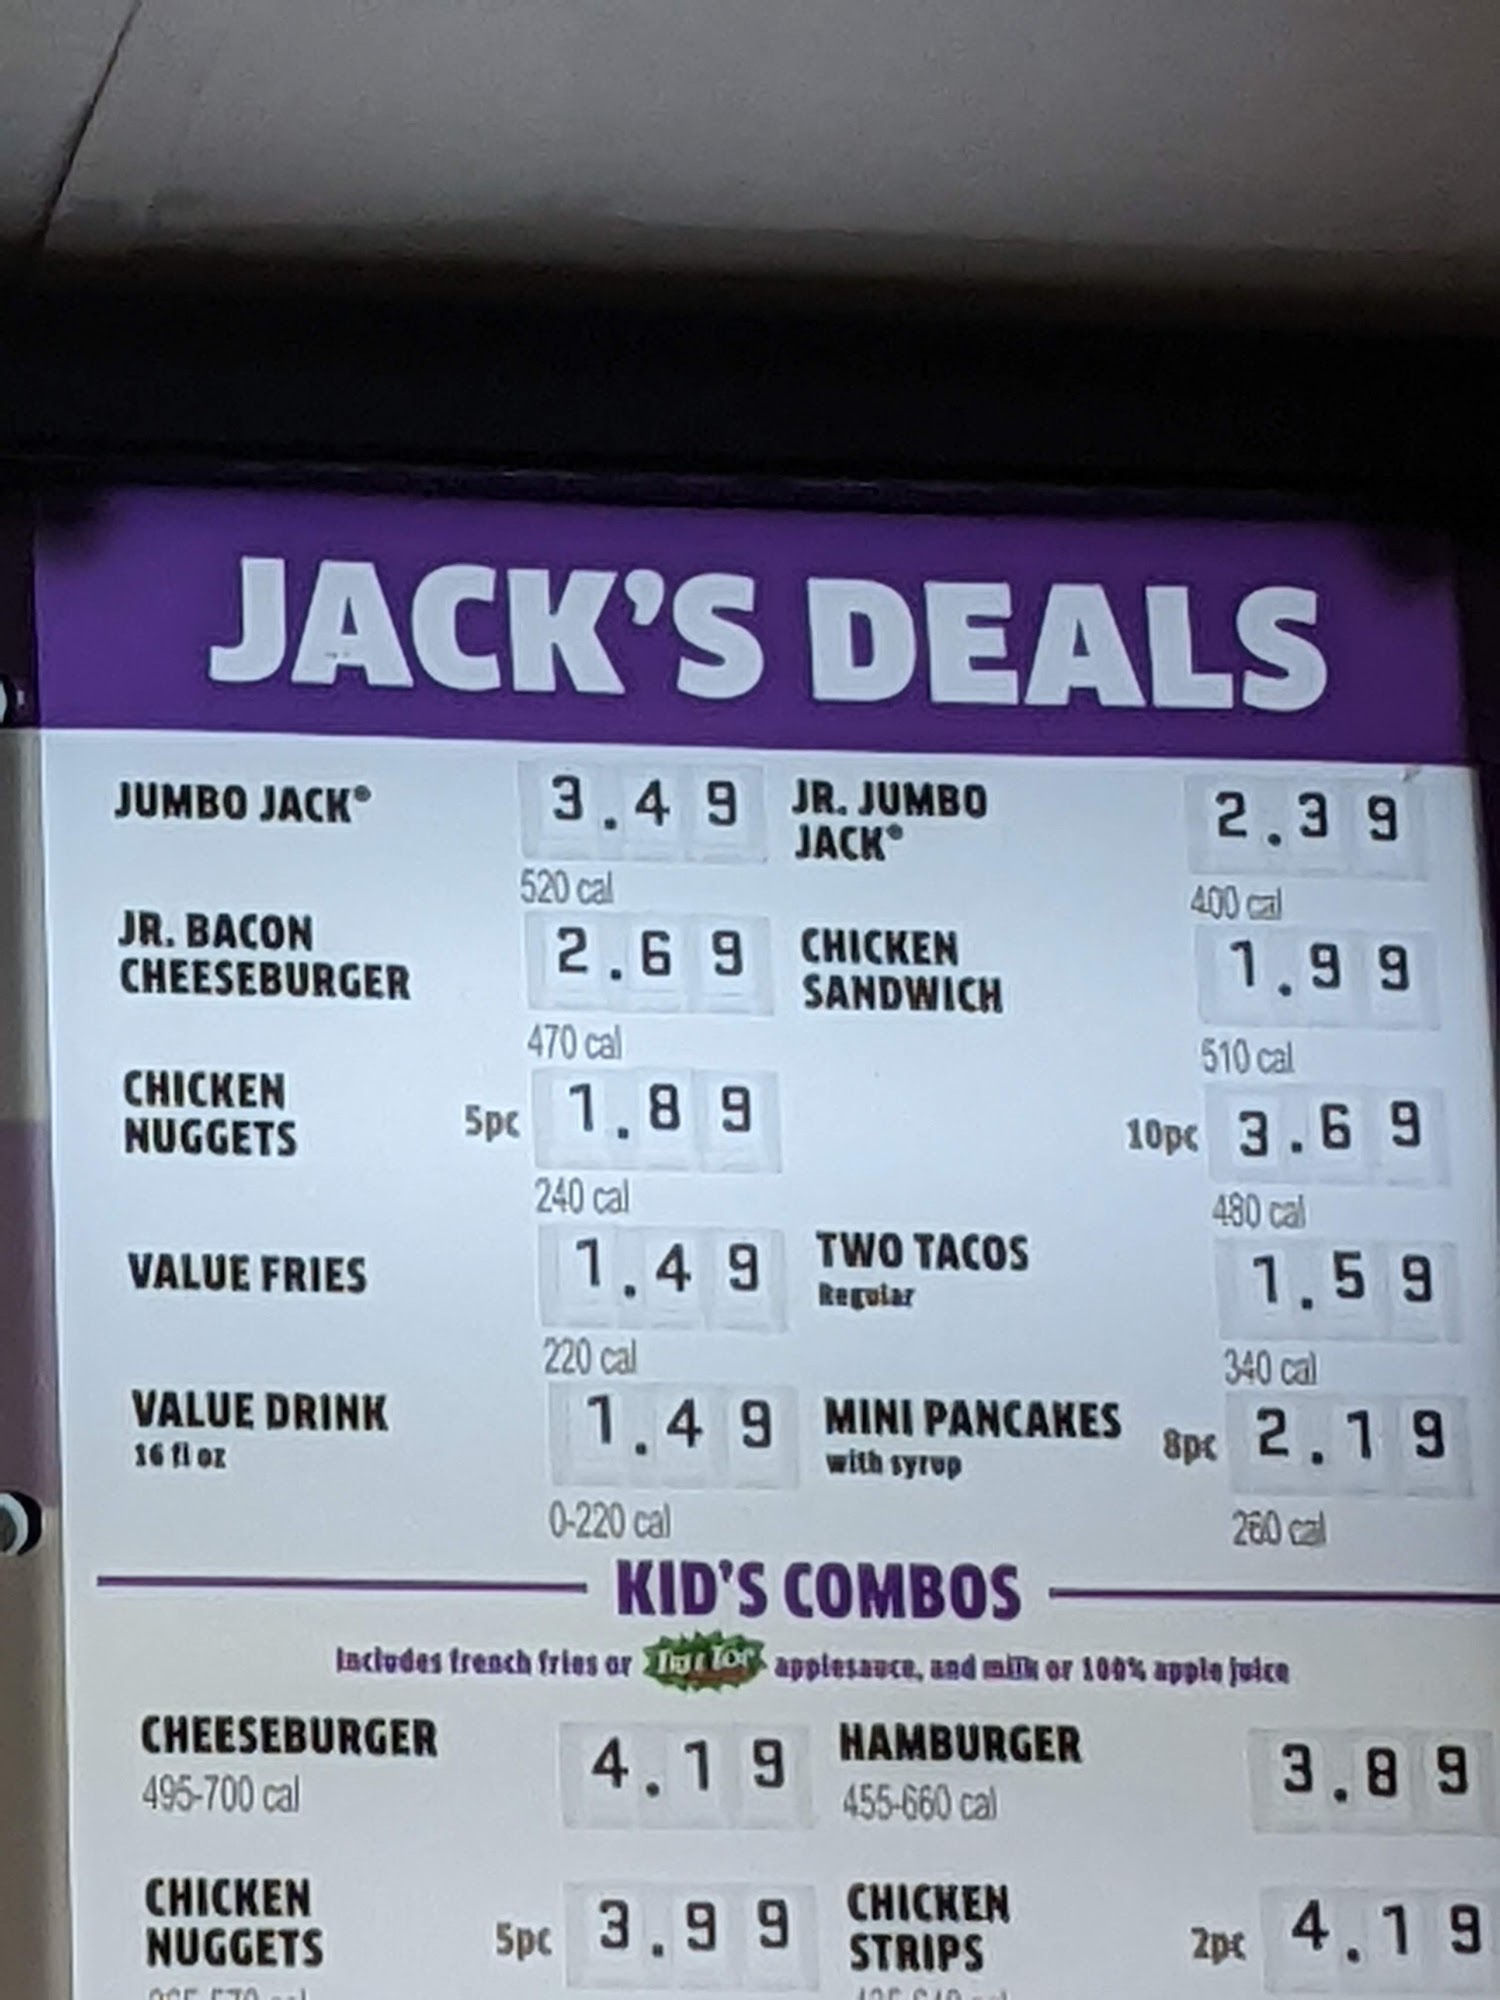 JACK'S DEALS
JUMBO JACK® 3.49
520 cal
JR. JUMBO
JACK® 2.39
400 cal
JR. BACON
CHEESEBURGER 2.69
470 cal
CHICKEN
SANDWICH 1.99
510 cal
CHICKEN
NUGGETS 5pc 1.89
240 cal
10pc 3.69
480 cal
VALUE FRIES 1.49
220 cal
TWO TACOS
Regular 1.59
340 cal
VALUE DRINK
16 fl oz 1.49
0-220 cal
MINI PANCAKES
with syrup 8pc 2.19
260 cal
KID'S COMBOS
Includes french fries or TreeTop applesauce, and milk or 100% apple juice
CHEESEBURGER 4.19
495-700 cal
HAMBURGER 3.89
455-660 cal
CHICKEN
NUGGETS 5pc 3.99
CHICKEN
STRIPS 2pc 4.19